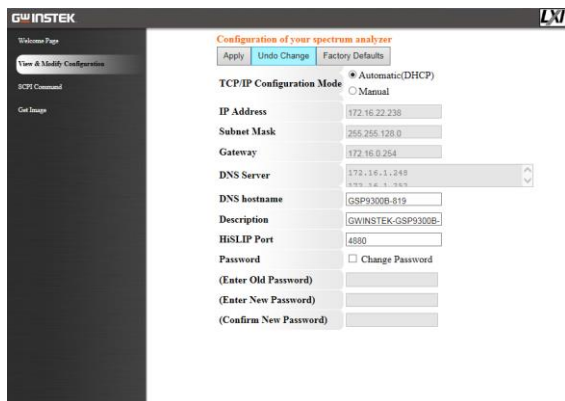 GWINSTEK
LXI
Welcome Page
View & Modify Configuration
SCPI Command
Get Image
Configuration of your spectrum analyzer
Apply Undo Change Factory Defaults
TCP/IP Configuration Mode
Automatic(DHCP)
Manual
IP Address 172.16.22.238
Subnet Mask 255.255.128.0
Gateway 172.16.0.254
DNS Server 172.16.1.248
DNS hostname GSP9300B-819
Description GWINSTEK-GSP9300B-
HiSLIP Port 4880
Password Change Password
(Enter Old Password)
(Enter New Password)
(Confirm New Password)